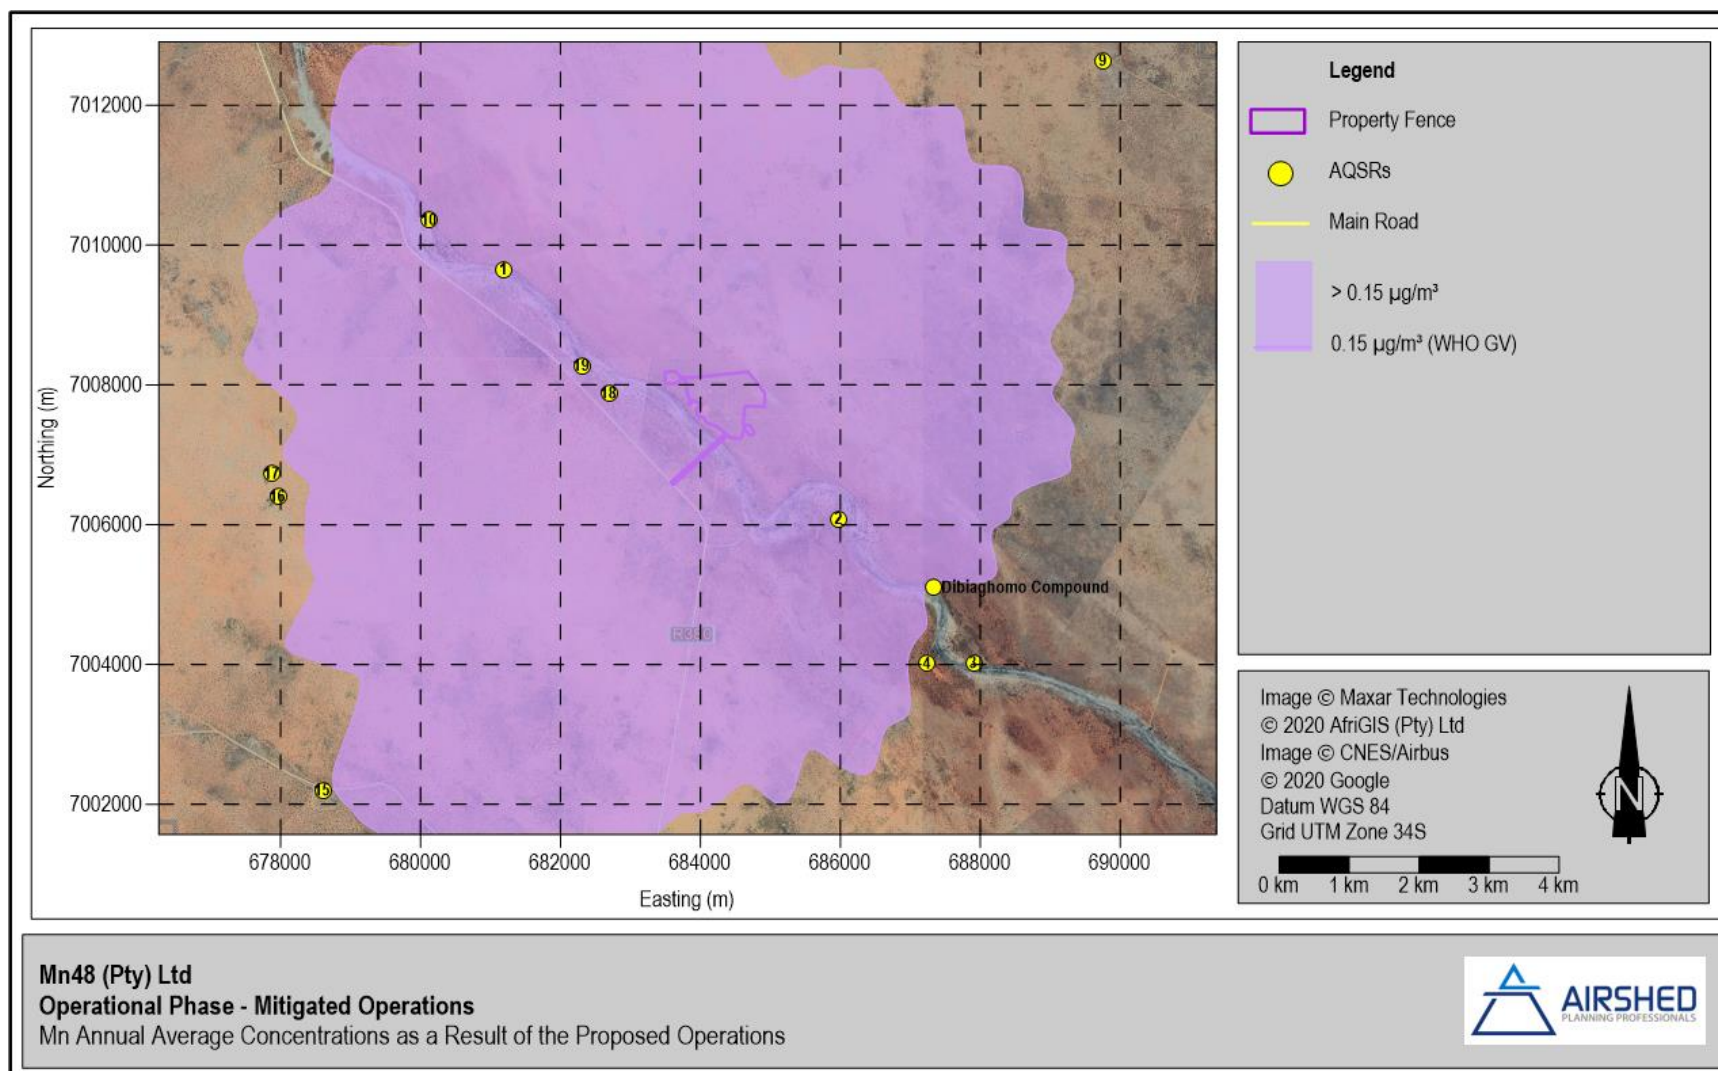 9
7012000
10
7010000
1
19
7008000
18
17
16
7006000
2
Dibiaghomo Compound
R380
7004000
4
3
15
7002000
678000 680000 682000 684000 686000 688000 690000
Easting (m)
Northing (m)
Legend
Property Fence
AQSRs
Main Road
> 0.15 µg/m³
0.15 µg/m³ (WHO GV)
Image © Maxar Technologies
© 2020 AfriGIS (Pty) Ltd
Image © CNES/Airbus
© 2020 Google
Datum WGS 84
Grid UTM Zone 34S
N
0 km 1 km 2 km 3 km 4 km
Mn48 (Pty) Ltd
Operational Phase - Mitigated Operations
Mn Annual Average Concentrations as a Result of the Proposed Operations
AIRSHED
PLANNING PROFESSIONALS